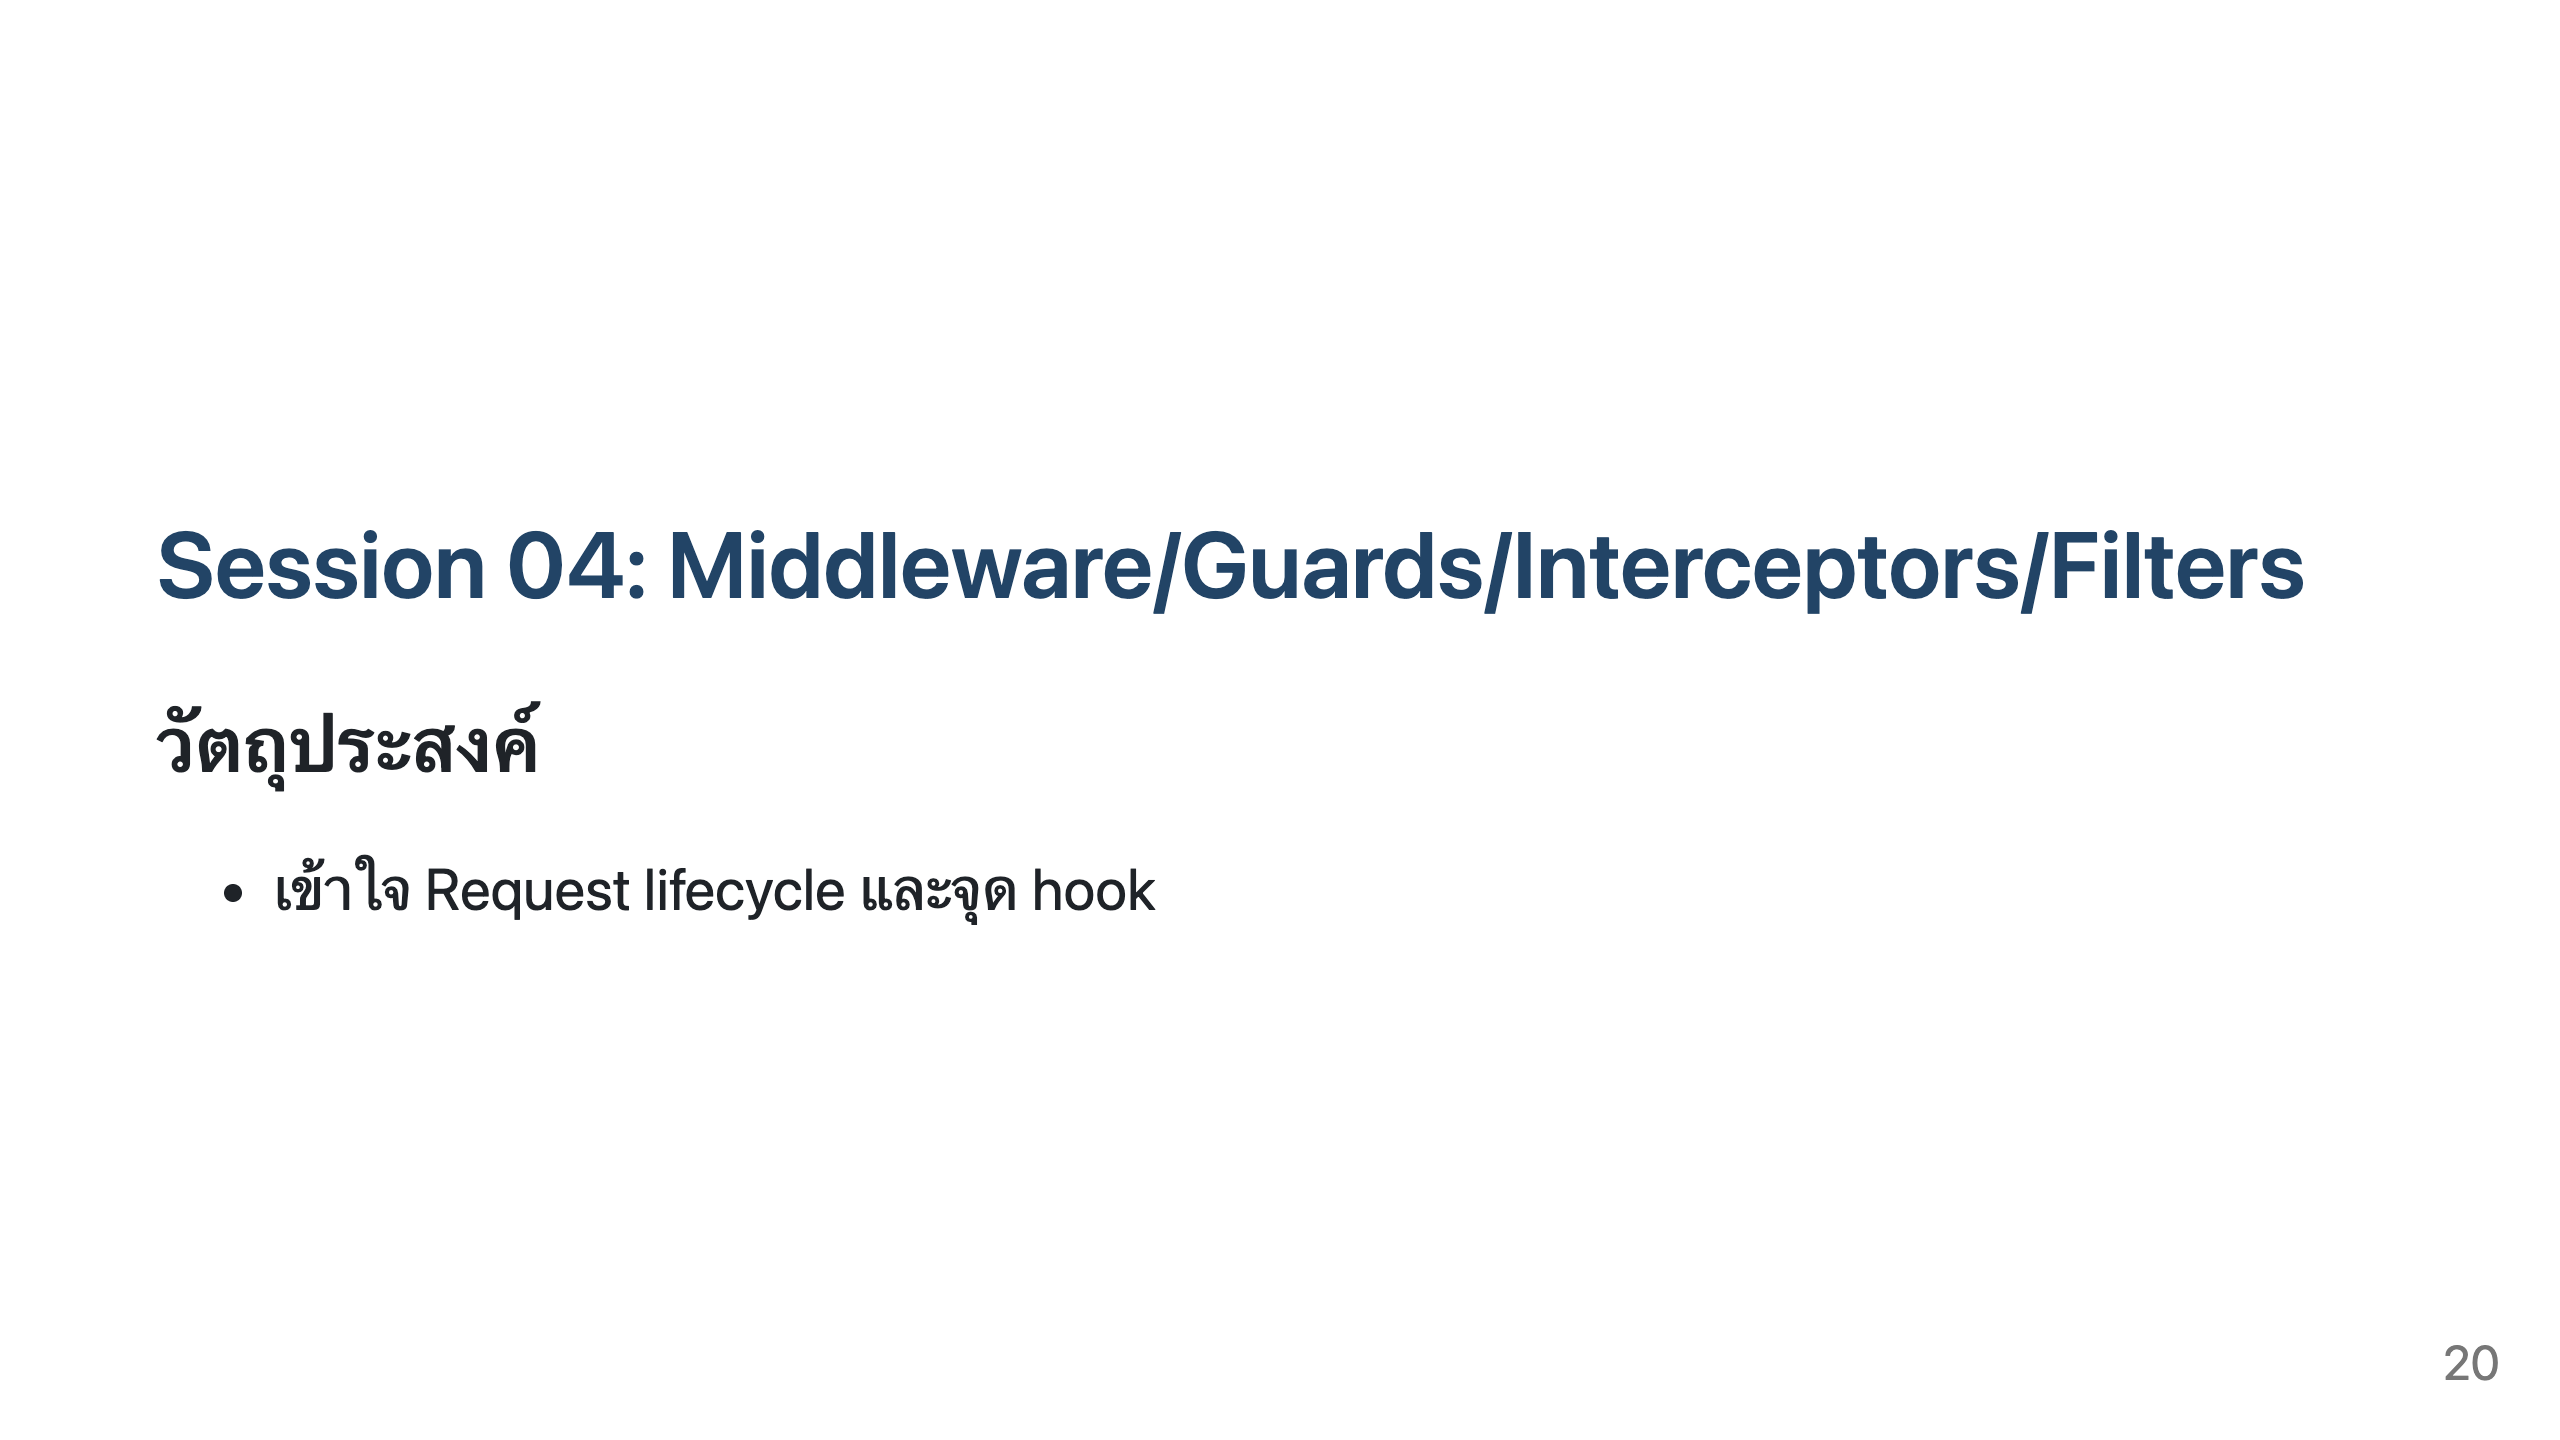 Session 04: Middleware/Guards/Interceptors/Filters
วัตถุประสงค์
• เข้าใจ Request lifecycle และจุด hook
20